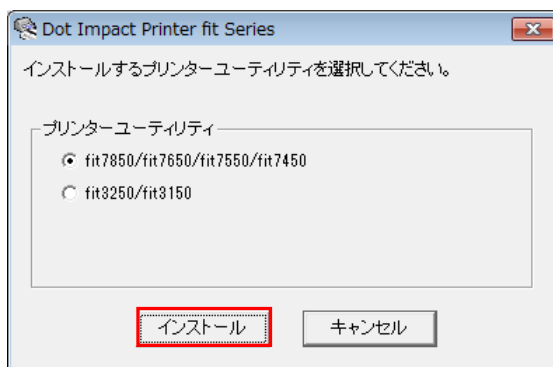 Dot Impact Printer fit Series
インストールするプリンターユーティリティを選択してください。
プリンターユーティリティ
fit7850/fit7650/fit7550/fit7450
fit3250/fit3150
インストール
キャンセル